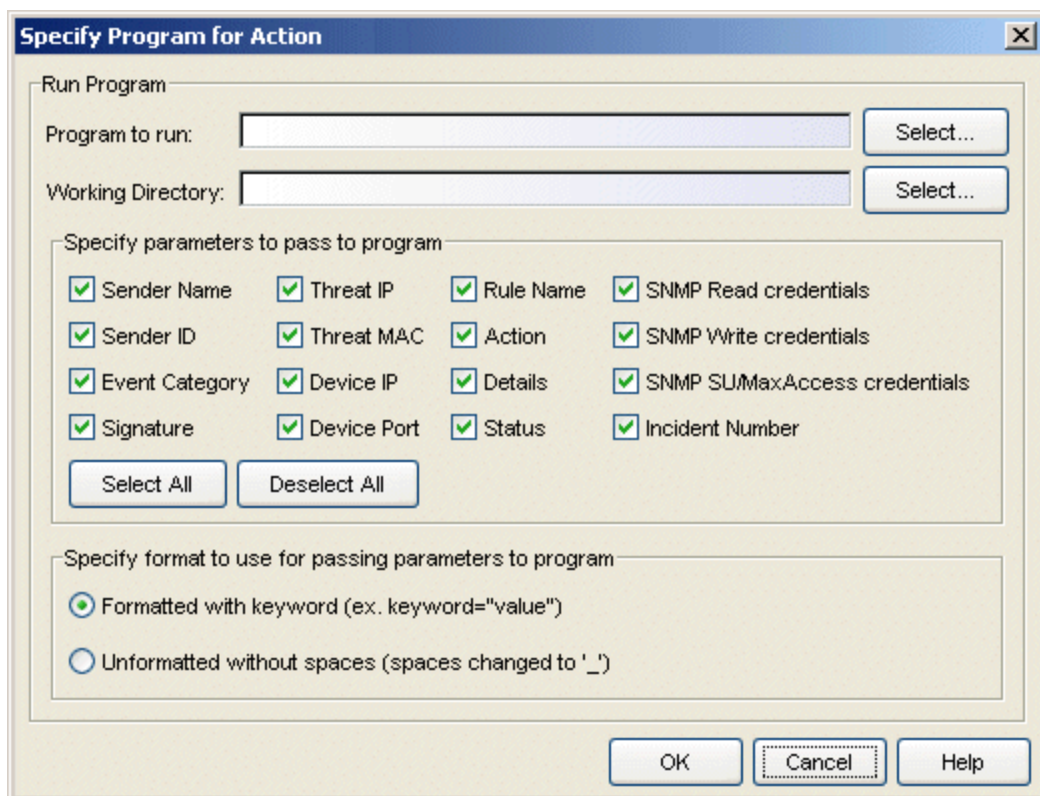 Specify Program for Action
Run Program
Program to run: Select...
Working Directory: Select...
Specify parameters to pass to program
Sender Name Threat IP Rule Name SNMP Read credentials
Sender ID Threat MAC Action SNMP Write credentials
Event Category Device IP Details SNMP SU/MaxAccess credentials
Signature Device Port Status Incident Number
Select All Deselect All
Specify format to use for passing parameters to program
Formatted with keyword (ex. keyword="value")
Unformatted without spaces (spaces changed to '_')
OK Cancel Help